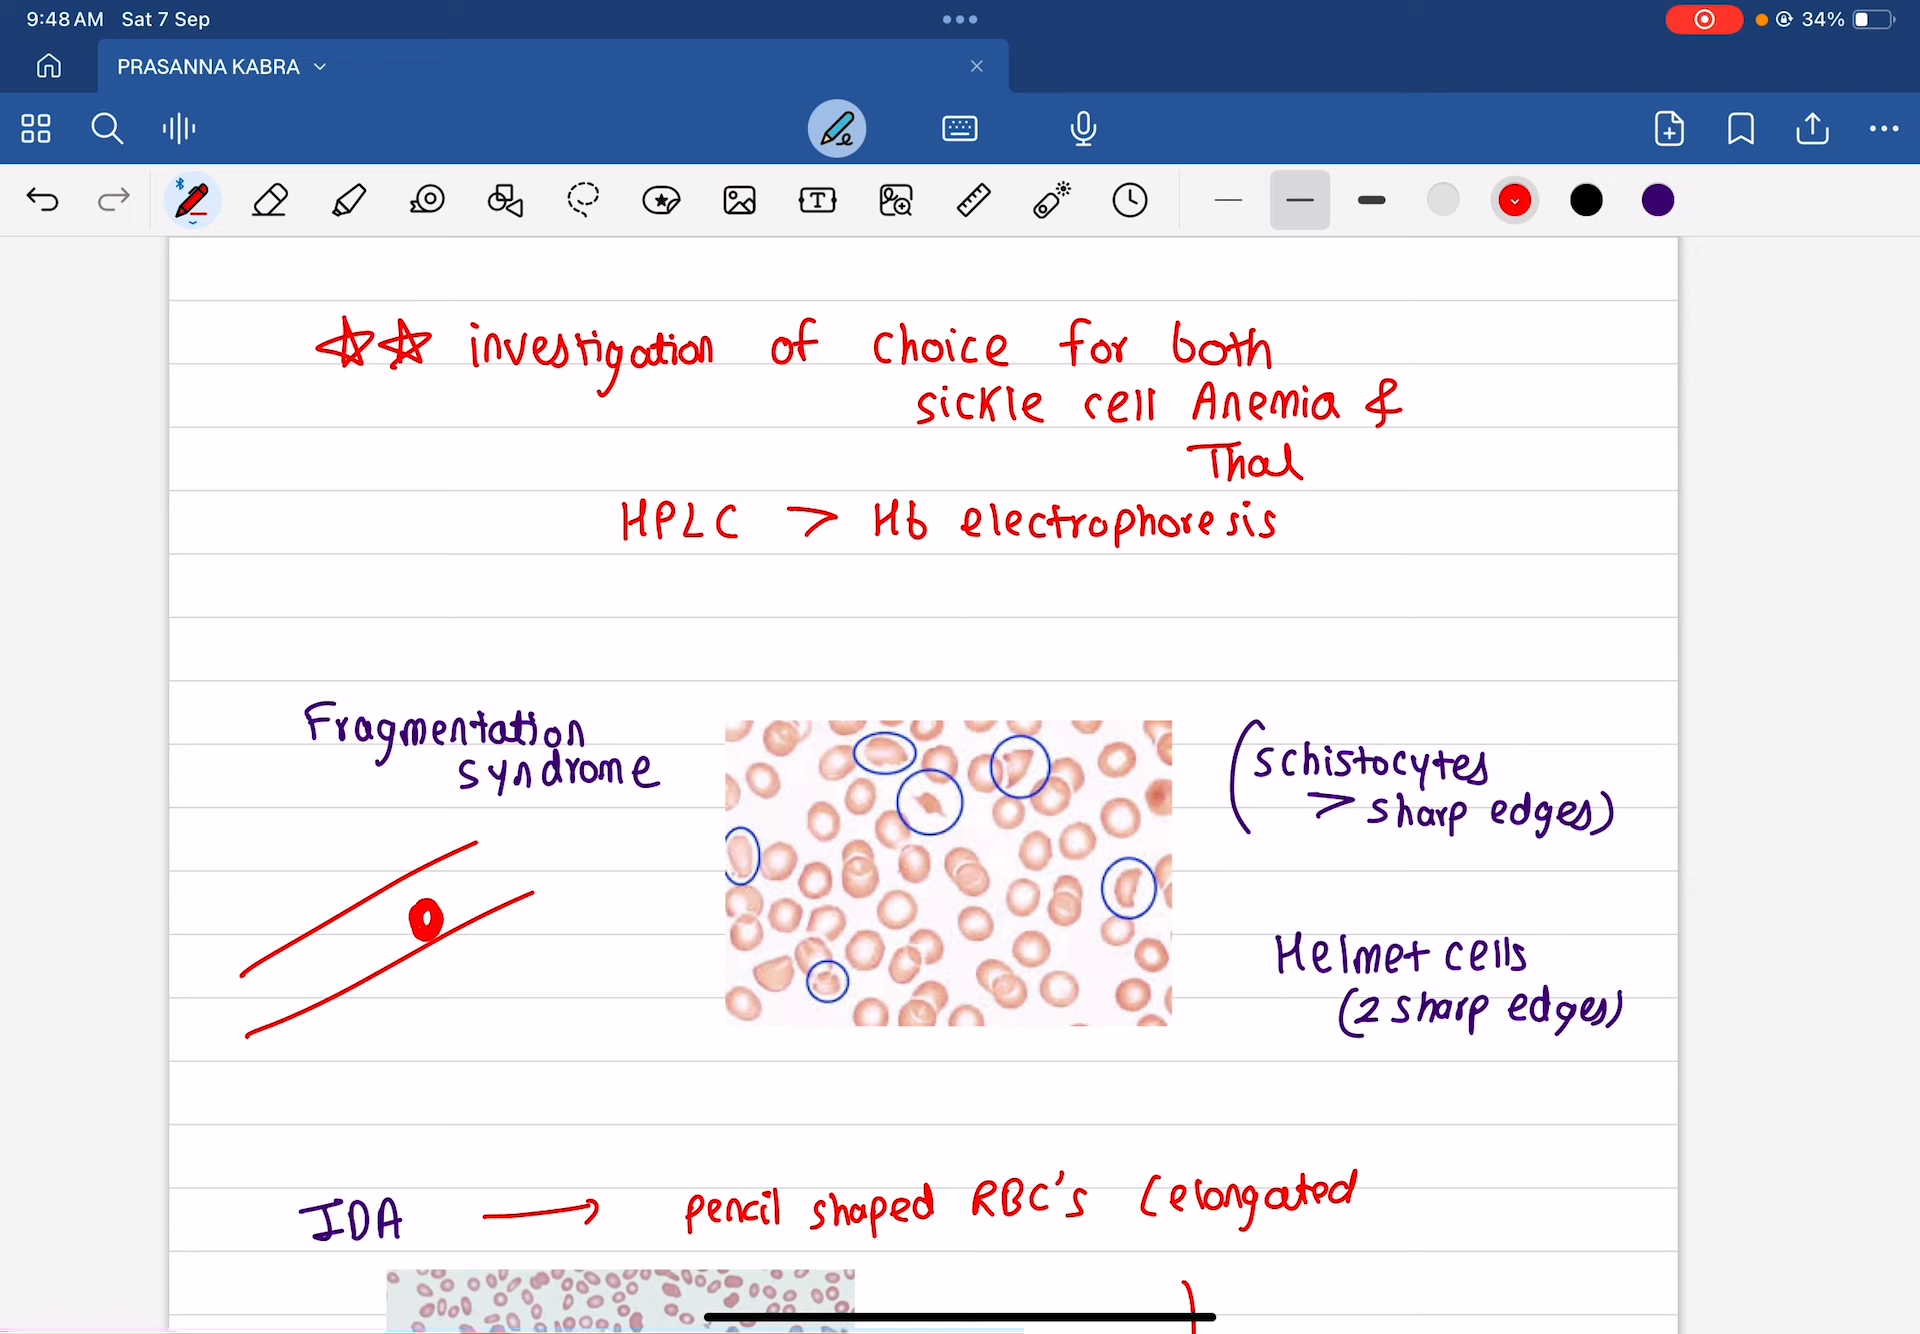 9:48 AM Sat 7 Sep
34%
PRASANNA KABRA
investigation of choice for both
sickle cell Anemia &
Thal
HPLC > Hb electrophoresis
Fragmentation
syndrome
(schistocytes
> sharp edges)
Helmet cells
(2 sharp edges)
IDA → pencil shaped RBC's (elongated